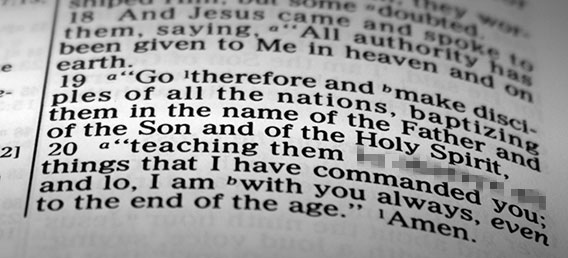 shiped Him; but some ᵃdoubted.
18 And Jesus came and spoke to
them, saying, ᵃ“All authority has
been given to Me in heaven and on
earth.
19 ᵃ“Go ¹therefore and ᵇmake disci-
ples of all the nations, baptizing
them in the name of the Father and
of the Son and of the Holy Spirit,
20 ᵃ“teaching them
things that I have commanded you;
and lo, I am ᵇwith you always, even
to the end of the age.” ¹Amen.
e
e-
2]